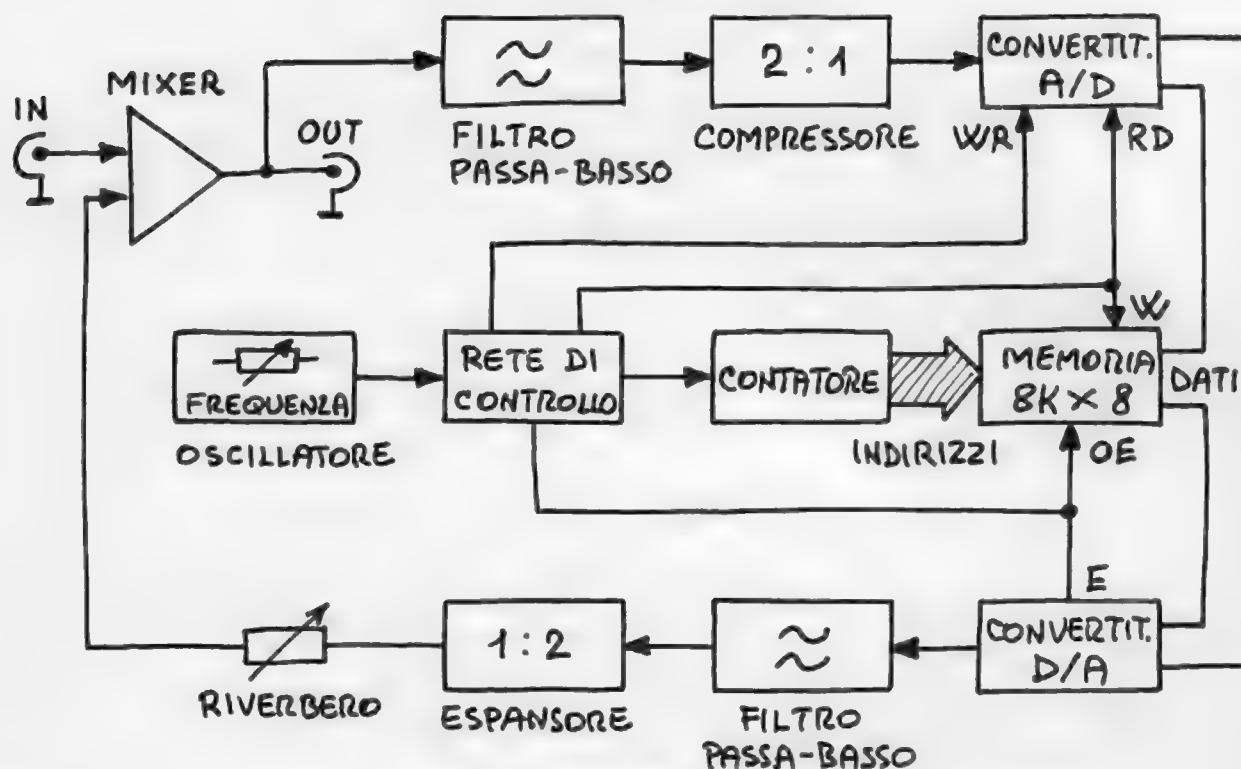 MIXER
IN
OUT
FILTRO
PASSA-BASSO
2:1
COMPRESSORE
CONVERTIT.
A/D
WR
RD
FREQUENZA
OSCILLATORE
RETE DI
CONTROLLO
CONTATORE
INDIRIZZI
W
MEMORIA
8K × 8
DATI
OE
E
RIVERBERO
1:2
ESPANSORE
FILTRO
PASSA-BASSO
CONVERTIT.
D/A